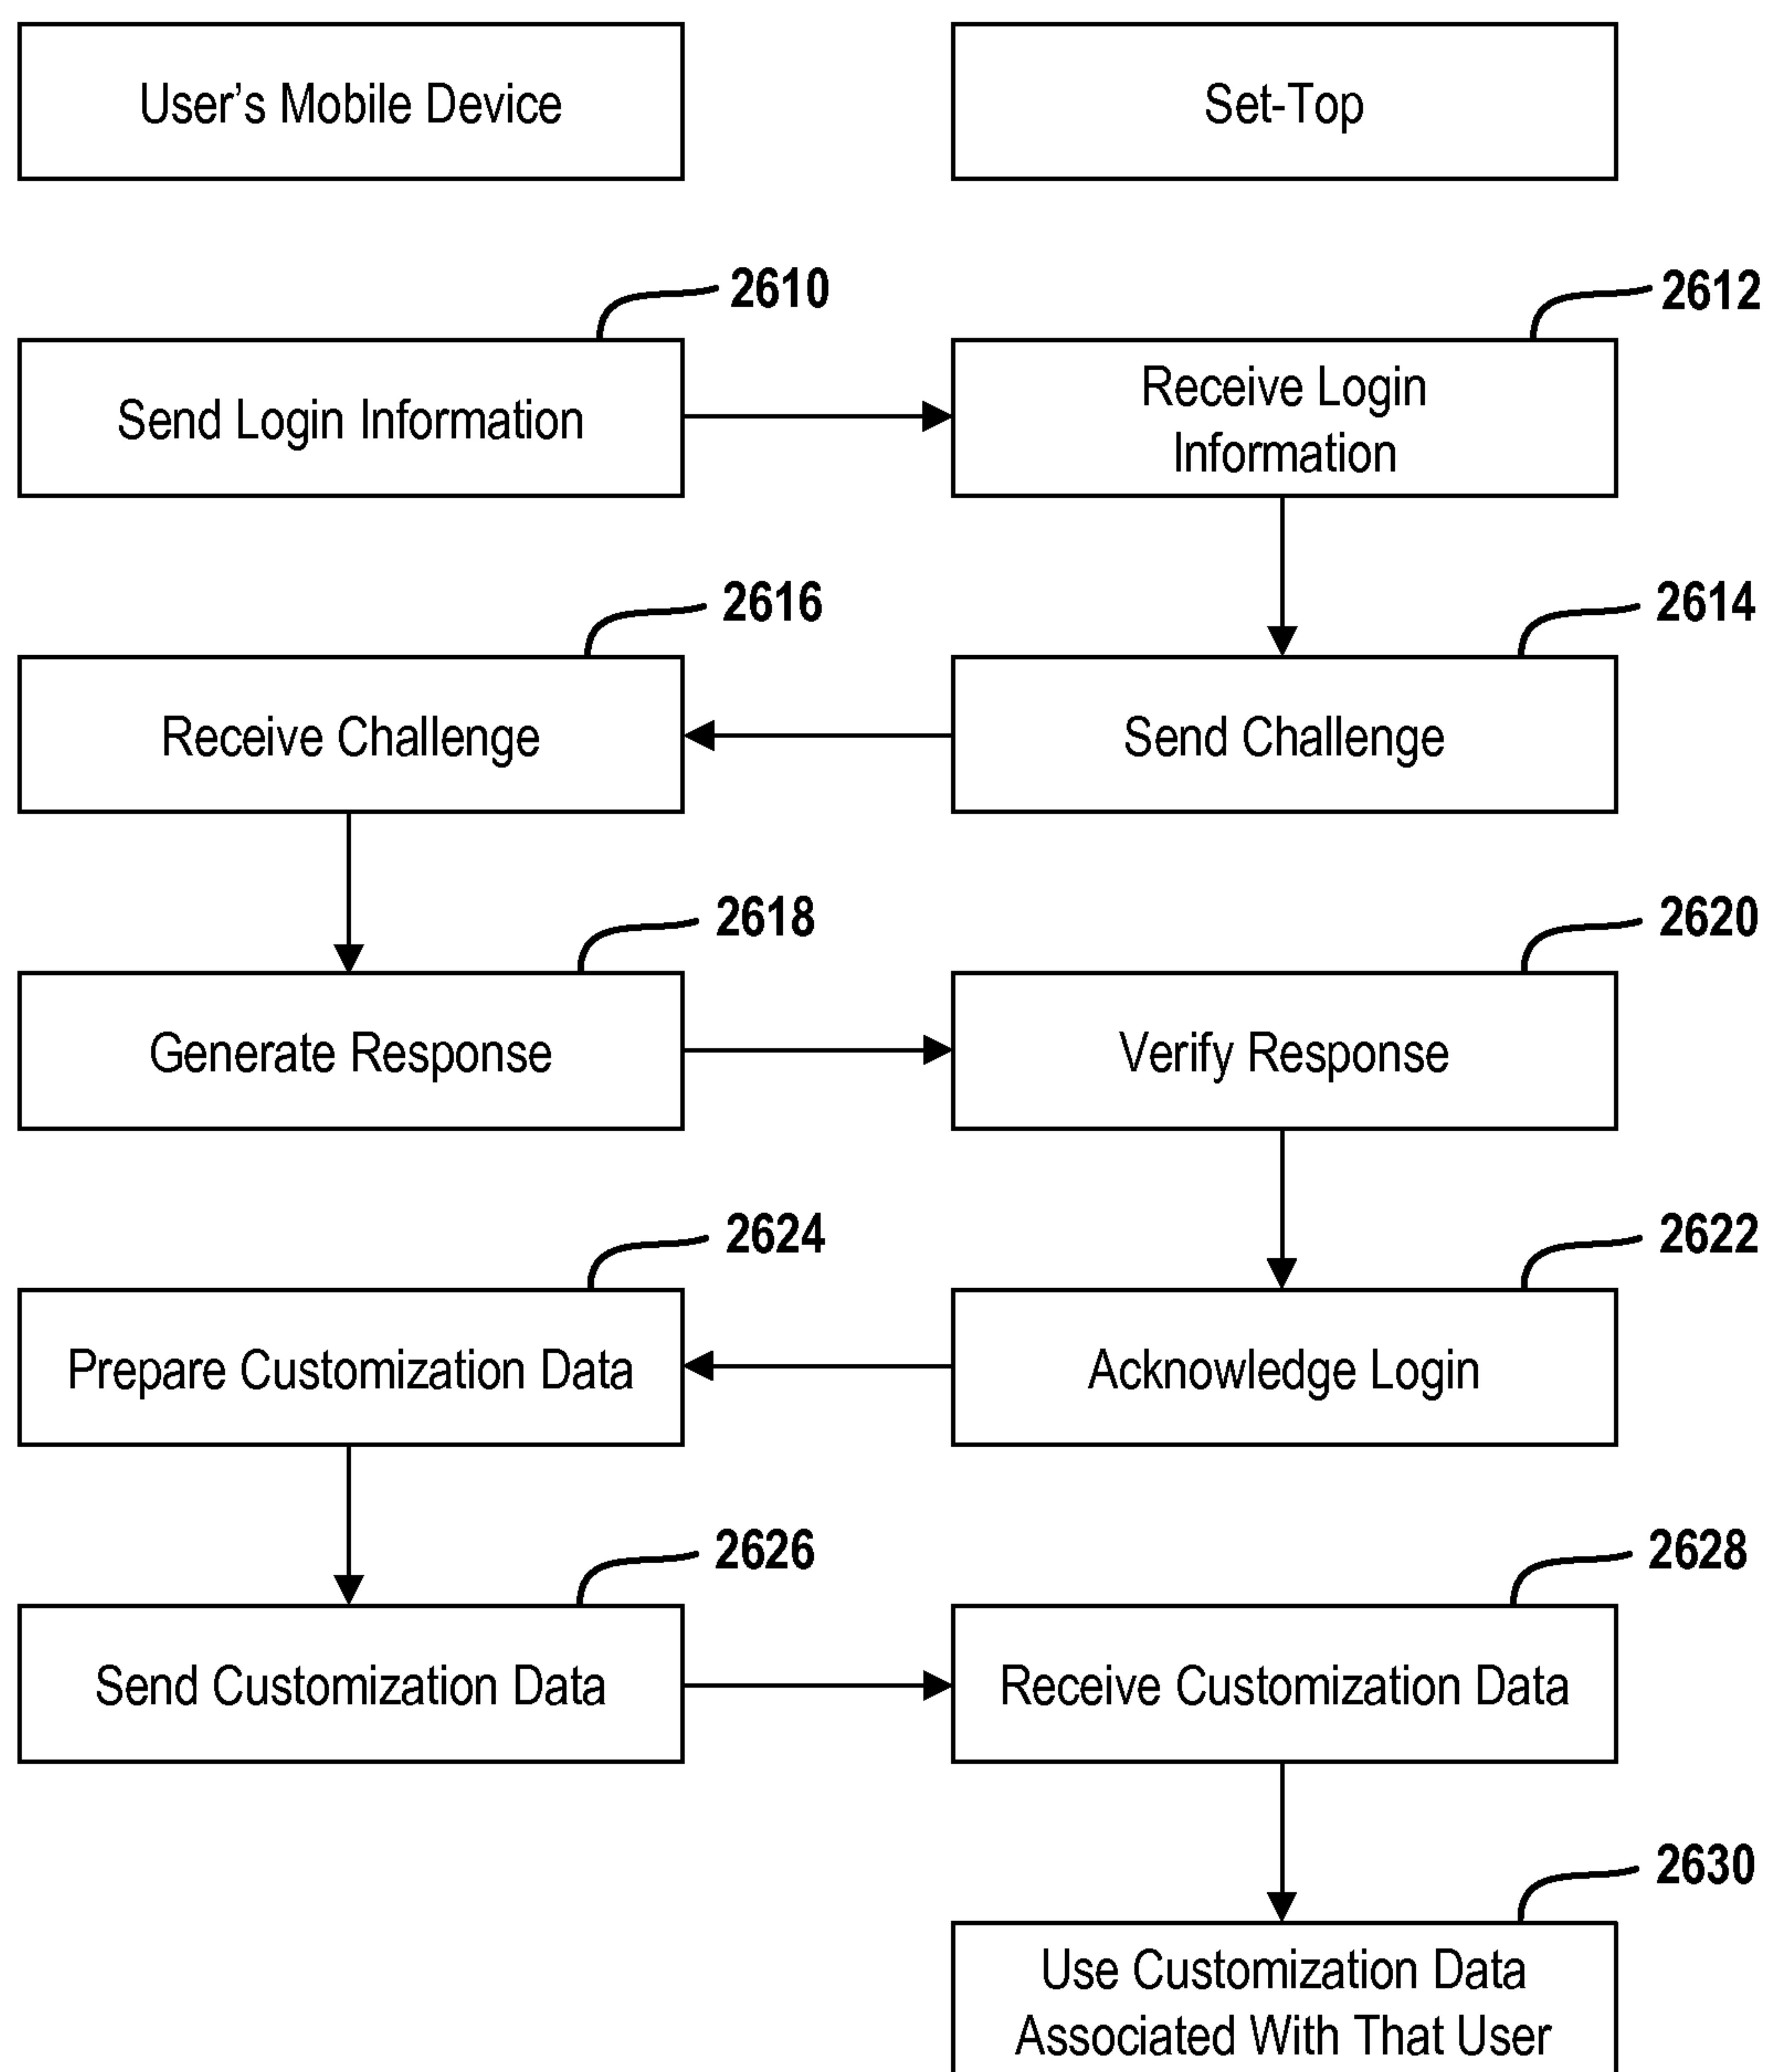 User's Mobile Device
Set-Top
2610
2612
Send Login Information
Receive Login
Information
2616
2614
Receive Challenge
Send Challenge
2618
2620
Generate Response
Verify Response
2624
2622
Prepare Customization Data
Acknowledge Login
2626
2628
Send Customization Data
Receive Customization Data
2630
Use Customization Data
Associated With That User